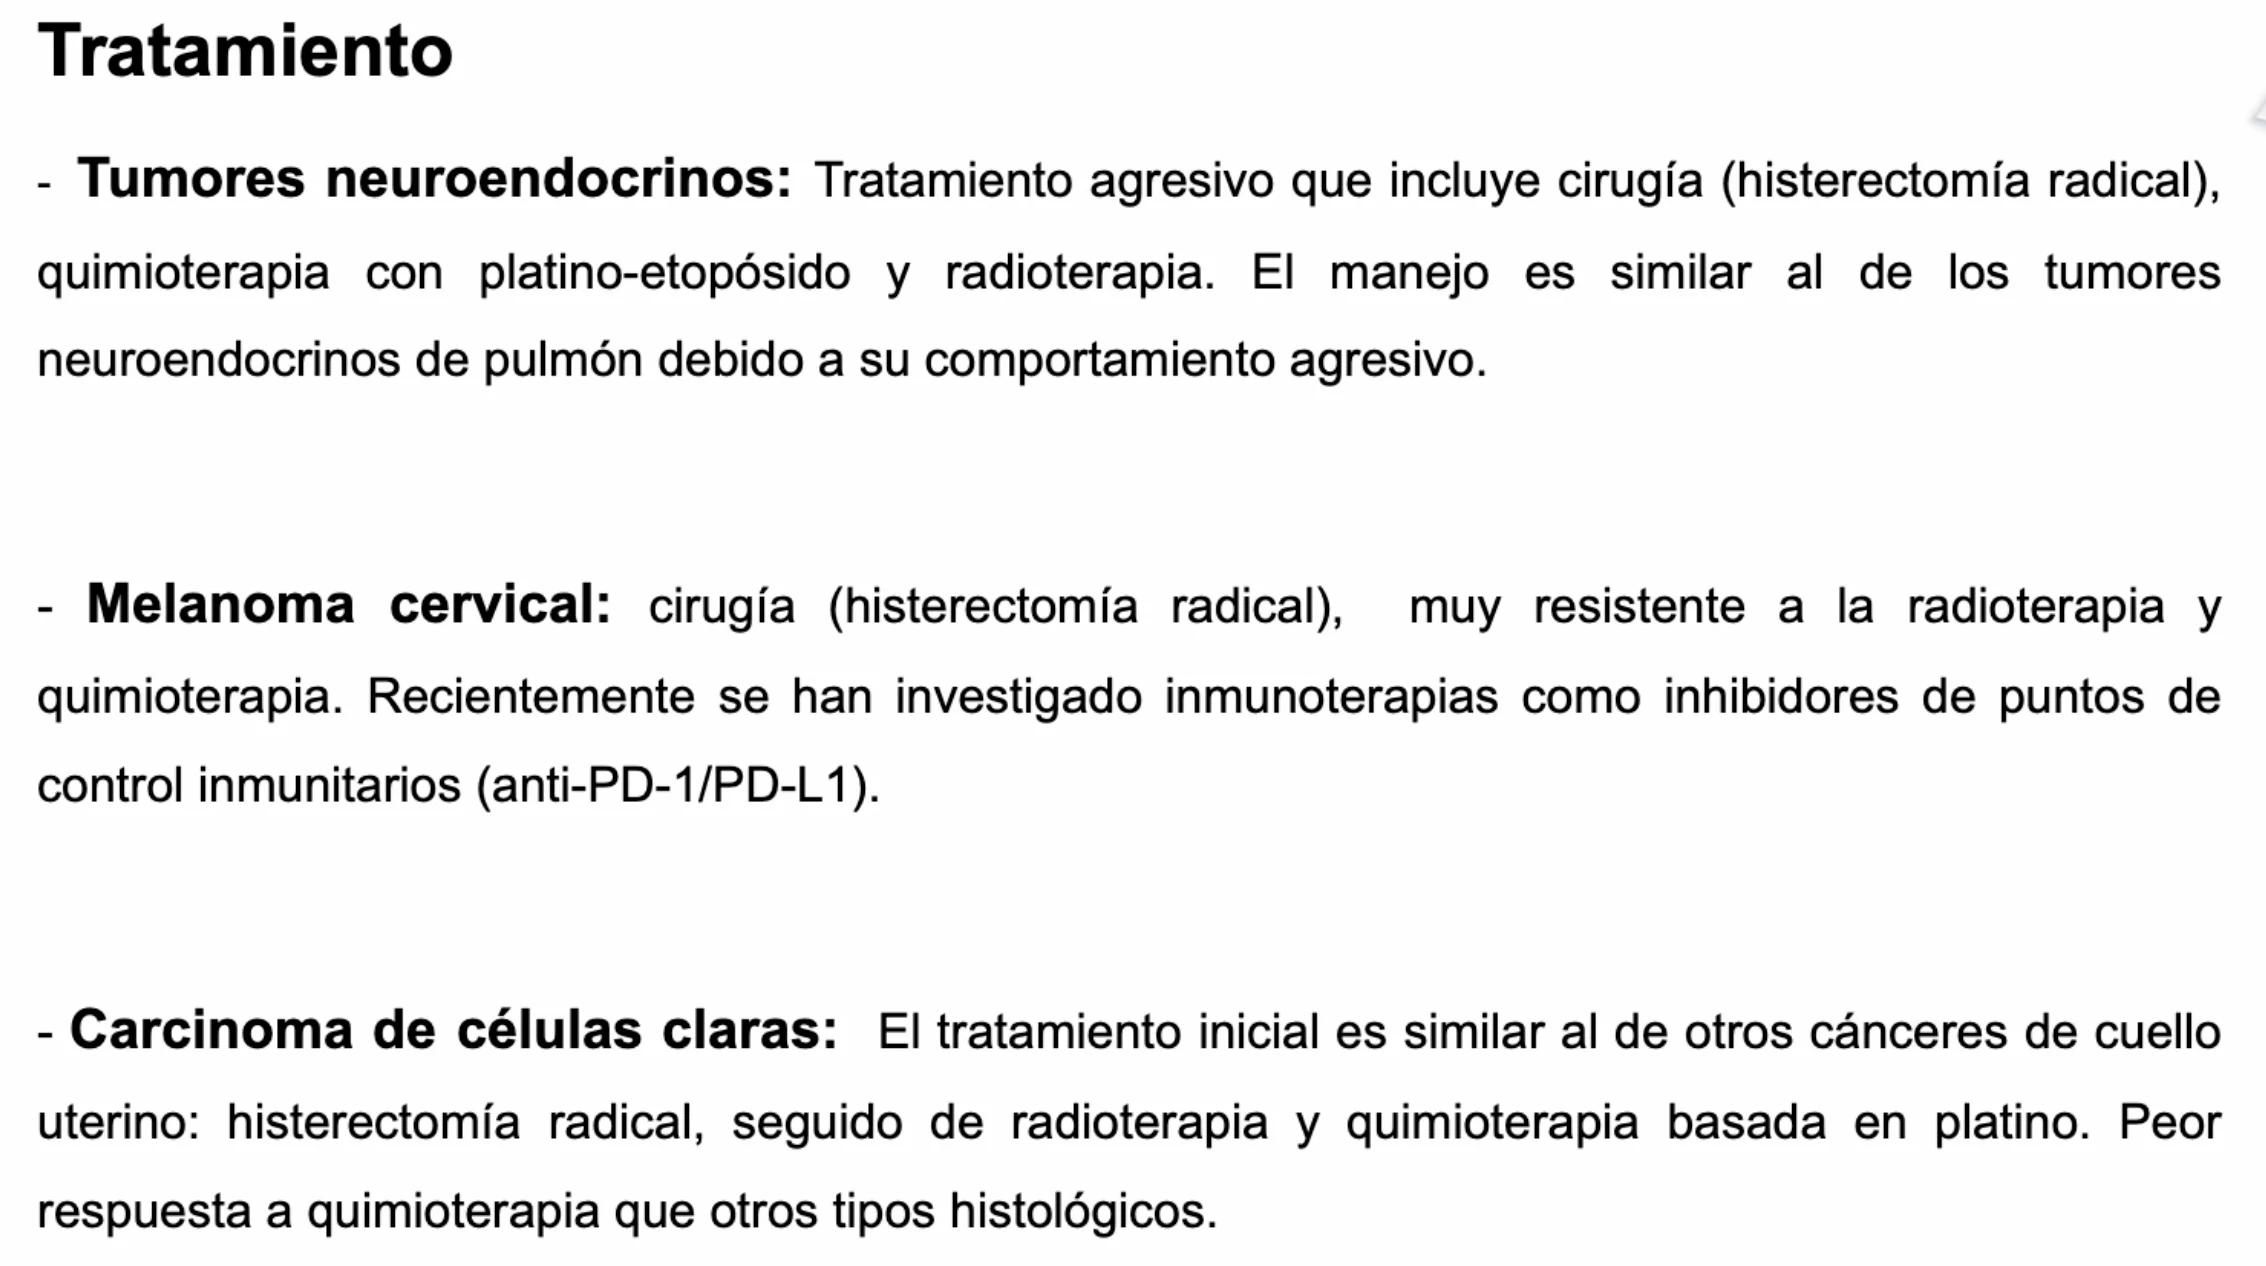 Tratamiento
- Tumores neuroendocrinos: Tratamiento agresivo que incluye cirugía (histerectomía radical),
quimioterapia con platino-etopósido y radioterapia. El manejo es similar al de los tumores
neuroendocrinos de pulmón debido a su comportamiento agresivo.
- Melanoma cervical: cirugía (histerectomía radical), muy resistente a la radioterapia y
quimioterapia. Recientemente se han investigado inmunoterapias como inhibidores de puntos de
control inmunitarios (anti-PD-1/PD-L1).
- Carcinoma de células claras: El tratamiento inicial es similar al de otros cánceres de cuello
uterino: histerectomía radical, seguido de radioterapia y quimioterapia basada en platino. Peor
respuesta a quimioterapia que otros tipos histológicos.